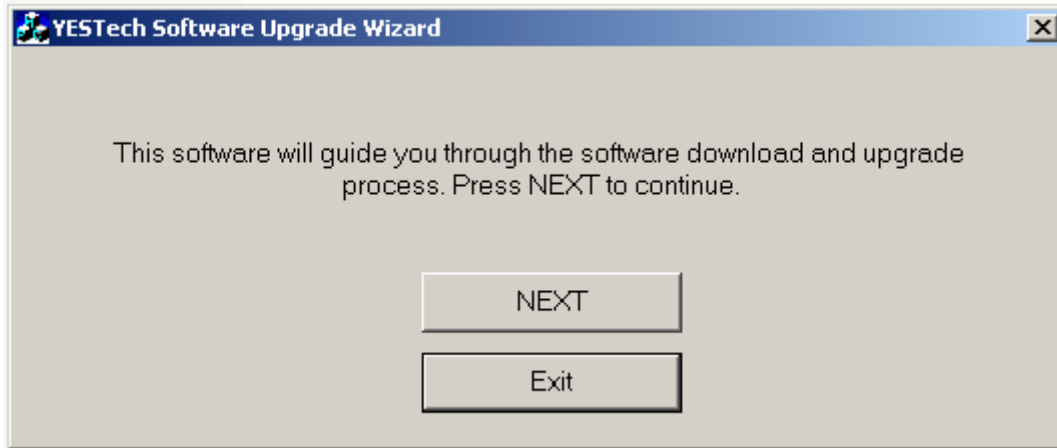 YESTech Software Upgrade Wizard
This software will guide you through the software download and upgrade
process. Press NEXT to continue.
NEXT
Exit